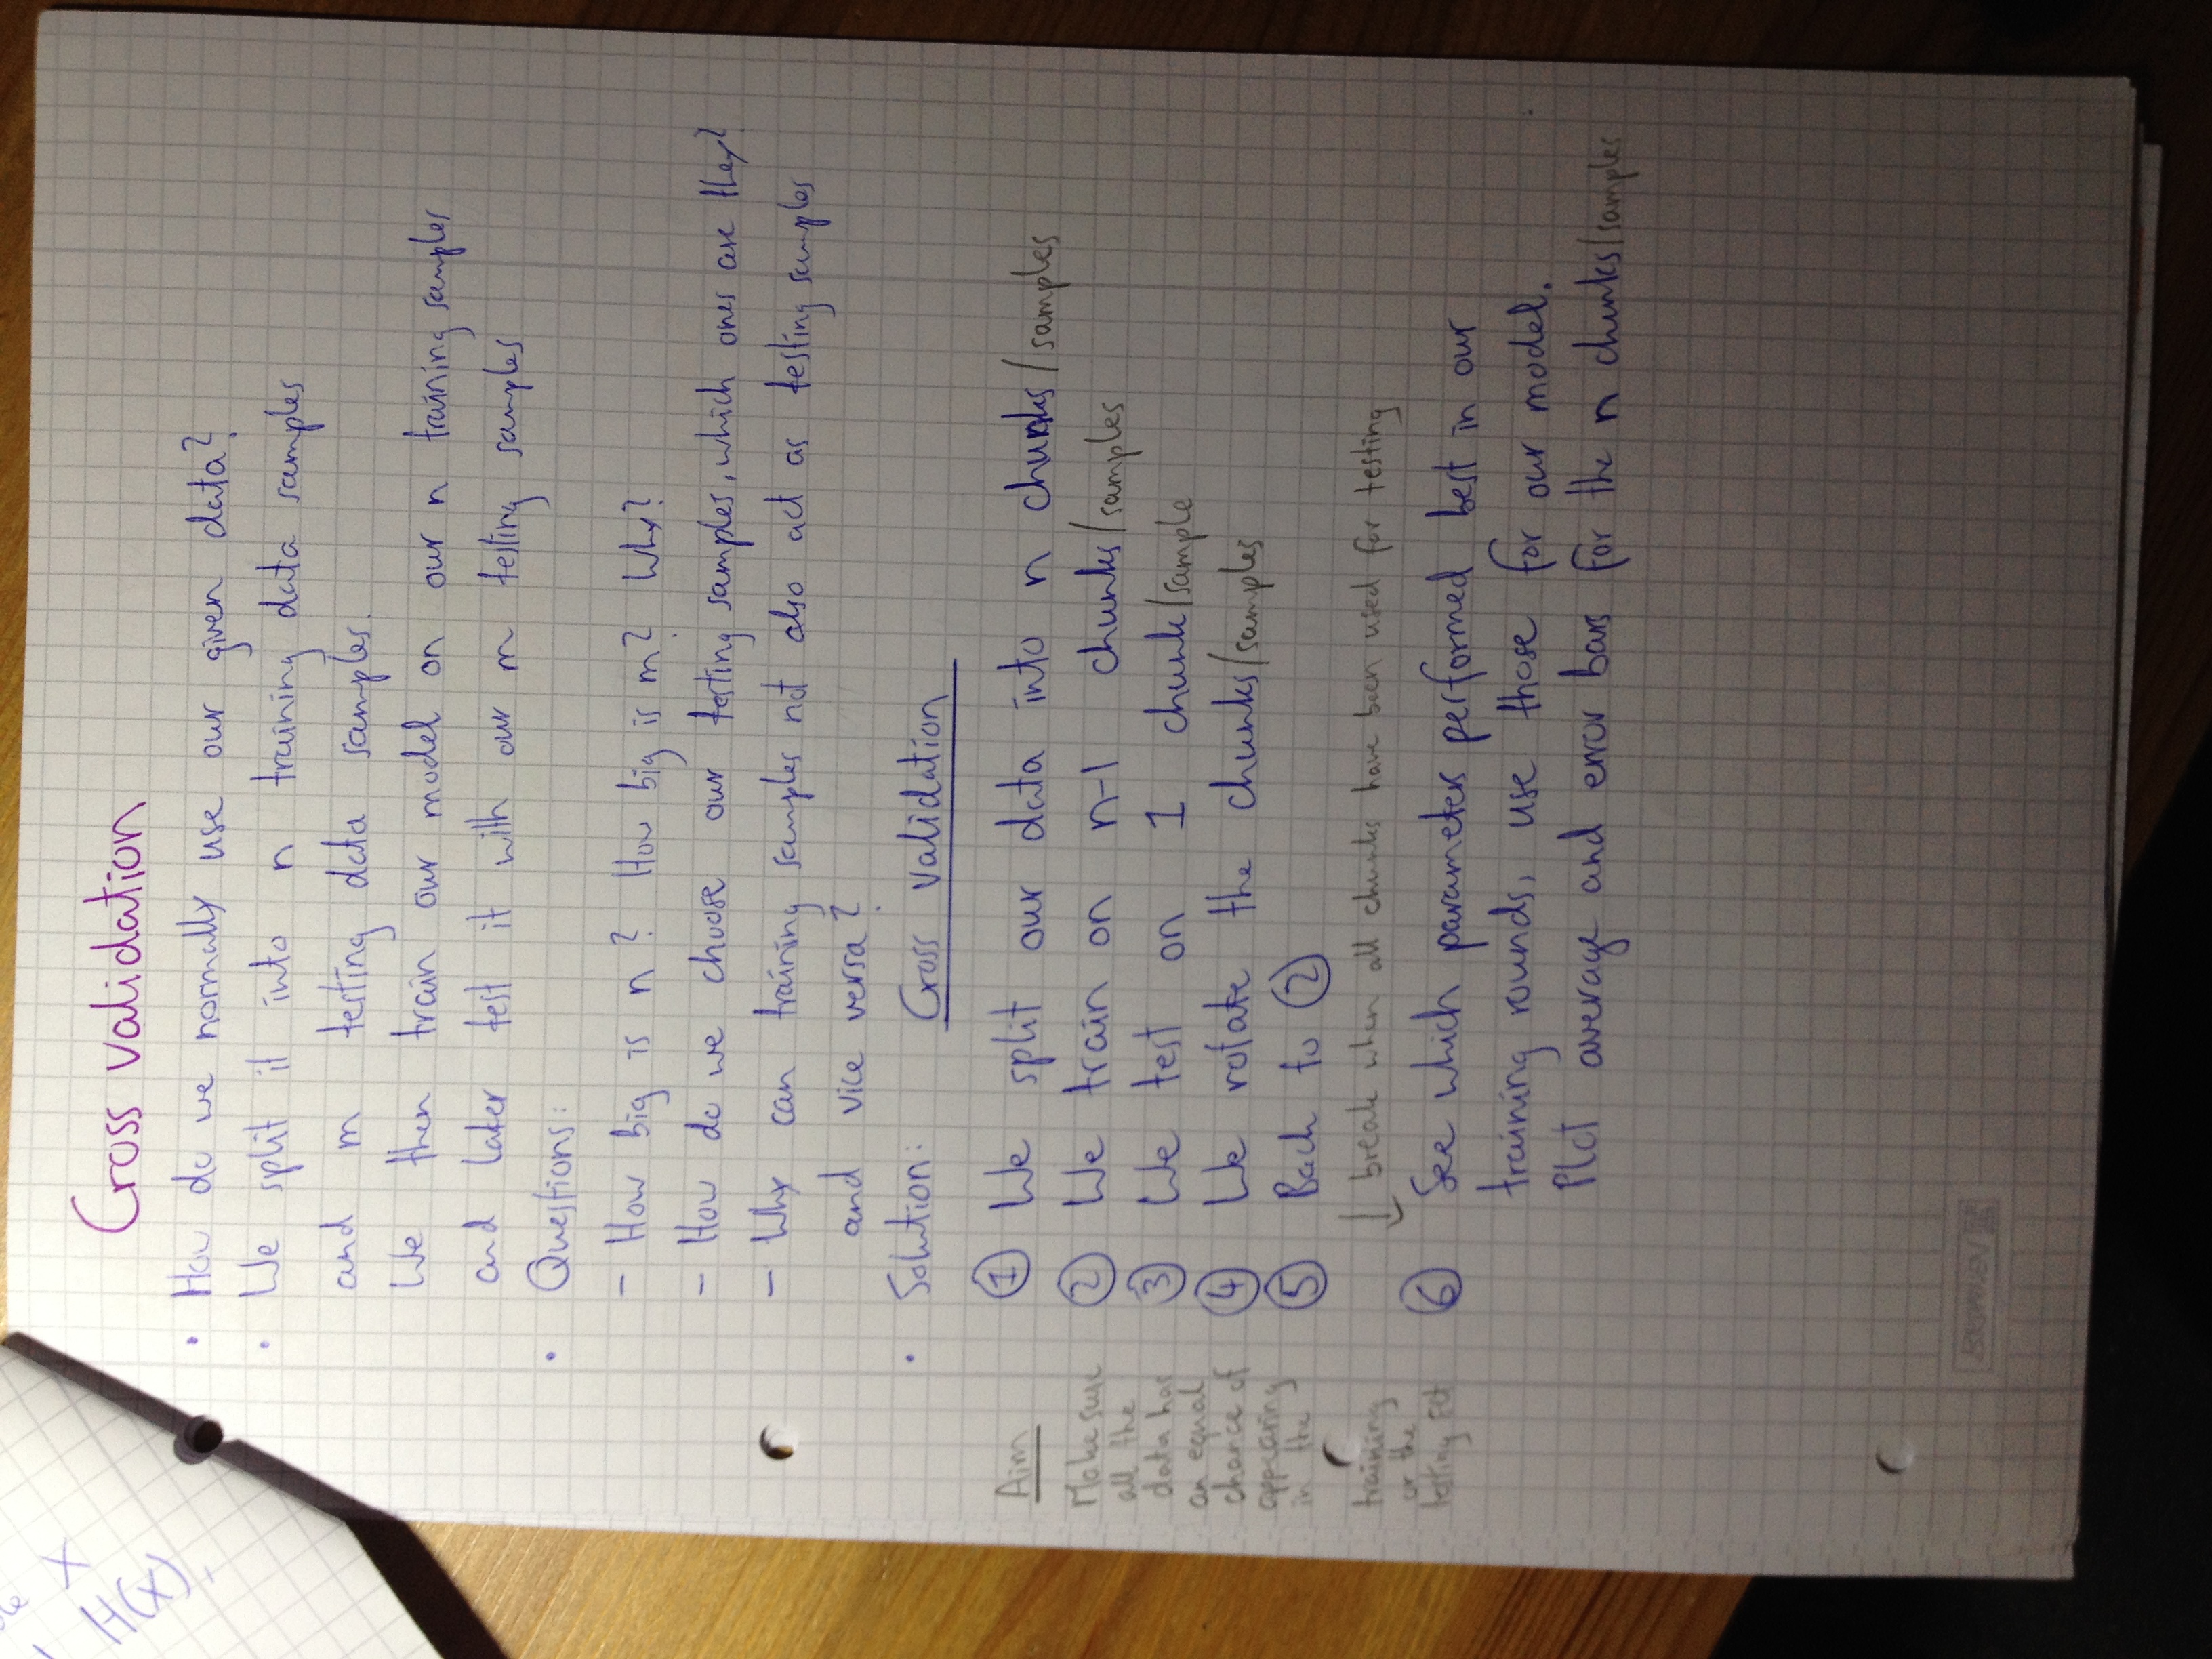 X
H(X)
Cross validation
• How do we normally use our given data?
• We split it into n training data samples
and m testing data samples.
We then train our model on our n training samples
and later test it with our m testing samples
• Questions:
- How big is n? How big is m? Why?
- How do we choose our testing samples, which ones are they?
- Why can training samples not also act as testing samples
and vice versa?
• Solution: Cross validation
① We split our data into n chunks/samples
② We train on n-1 chunks/samples
③ We test on 1 chunk/sample
④ We rotate the chunks/samples
⑤ Back to ②
↓ break when all chunks have been used for testing
⑥ See which parameters performed best in our
training rounds, use those for our model.
Plot average and error bars for the n chunks/samples
Aim
Make sure
all the
data has
an equal
chance of
appearing
in the
training
or the
testing set